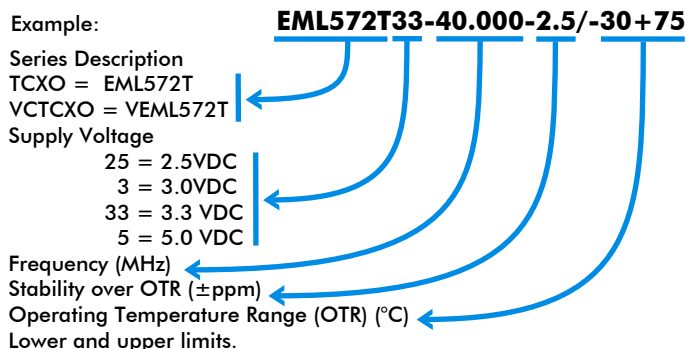 Example: EML572T33-40.000-2.5/-30+75
Series Description
TCXO = EML572T
VCTCXO = VEML572T
Supply Voltage
25 = 2.5VDC
3 = 3.0VDC
33 = 3.3 VDC
5 = 5.0 VDC
Frequency (MHz)
Stability over OTR (±ppm)
Operating Temperature Range (OTR) (°C)
Lower and upper limits.